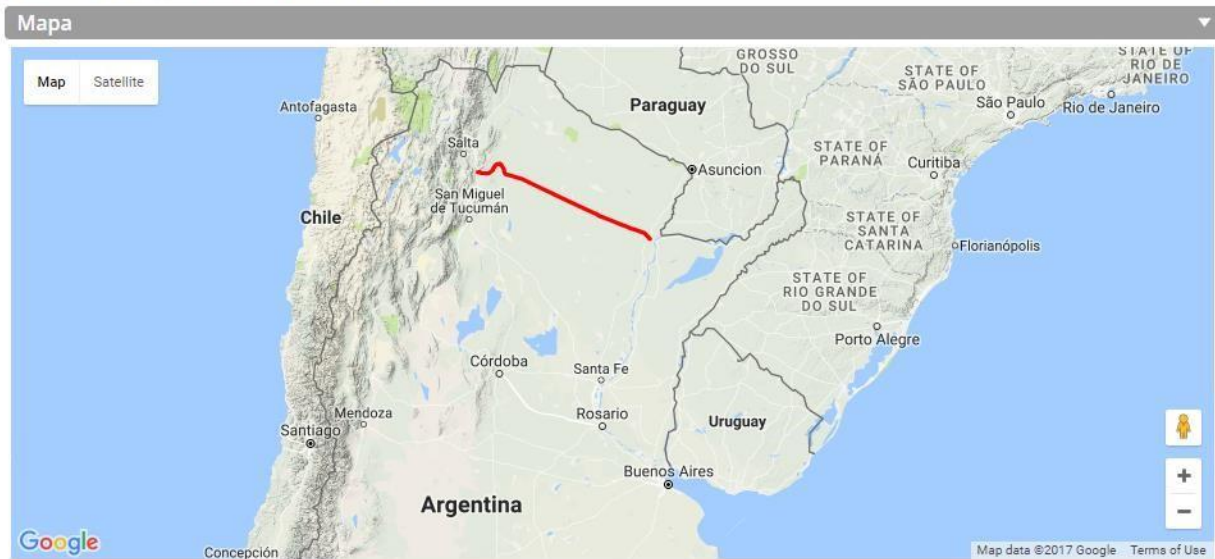 Mapa
Map
Satellite
GROSSO
DO SUL
STATE OF
RIO DE
JANEIRO
STATE OF
SÃO PAULO
Antofagasta
Paraguay
São Paulo
Rio de Janeiro
Salta
STATE OF
PARANÁ
Asuncion
Curitiba
San Miguel
de Tucumán
Chile
STATE OF
SANTA
CATARINA
Florianópolis
STATE OF
RIO GRANDE
DO SUL
Porto Alegre
Córdoba
Santa Fe
Mendoza
Rosario
Uruguay
Santiago
Buenos Aires
Argentina
+
−
Google
Concepción
Map data ©2017 Google
Terms of Use